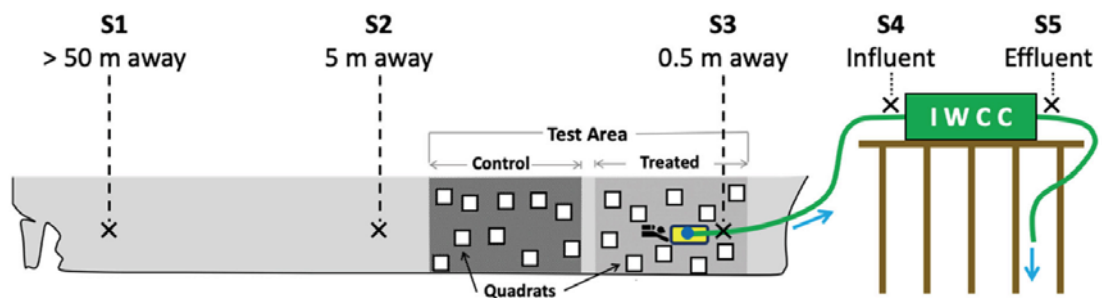 S1
> 50 m away
S2
5 m away
S3
0.5 m away
S4
Influent
S5
Effluent
I W C C
Test Area
Control
Treated
Quadrats